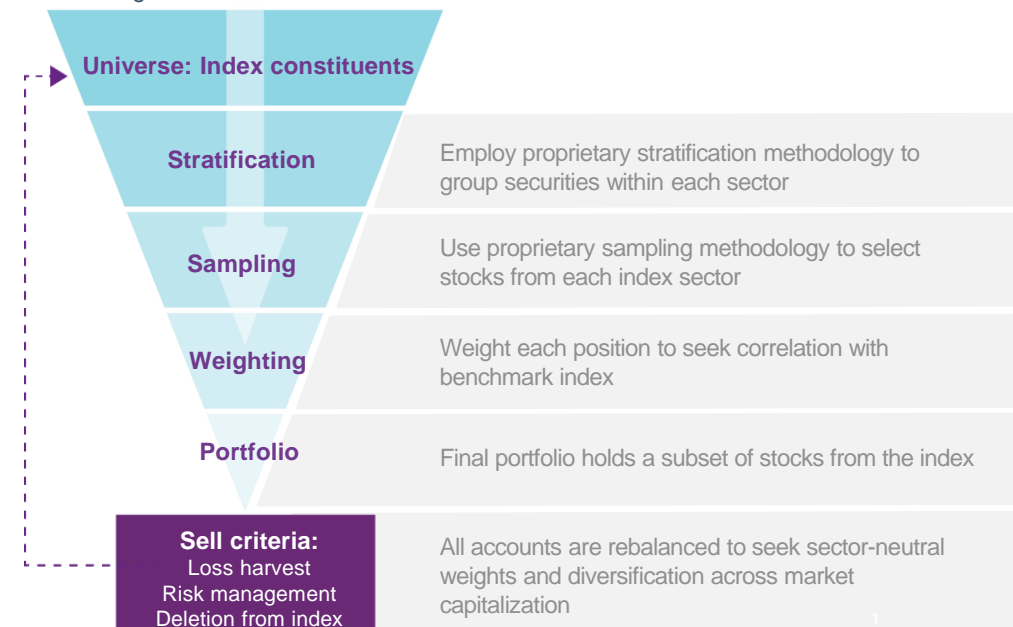 Universe: Index constituents
Stratification
Employ proprietary stratification methodology to
group securities within each sector
Sampling
Use proprietary sampling methodology to select
stocks from each index sector
Weighting
Weight each position to seek correlation with
benchmark index
Portfolio
Final portfolio holds a subset of stocks from the index
Sell criteria:
Loss harvest
Risk management
Deletion from index
All accounts are rebalanced to seek sector-neutral
weights and diversification across market
capitalization
1